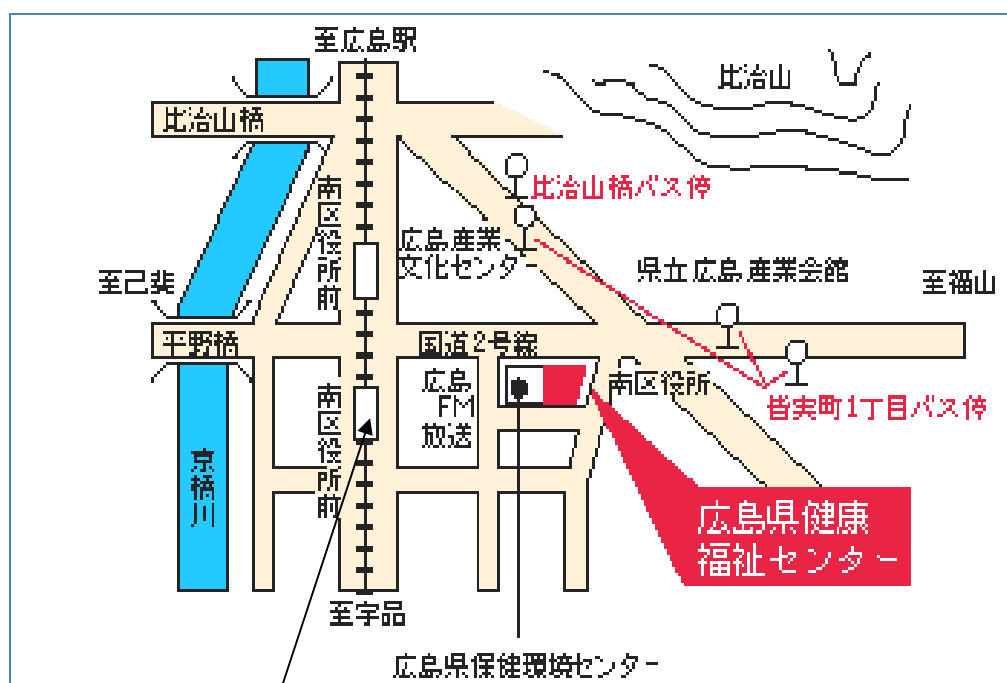 至広島駅
比治山
比治山橋
比治山橋バス停
南区役所前
広島産業
文化センター
県立広島産業会館
至己斐
至福山
平野橋
国道2号線
広島
FM
放送
南区役所
皆実町1丁目バス停
南区役所前
京橋川
広島県健康
福祉センター
至宇品
広島県保健環境センター